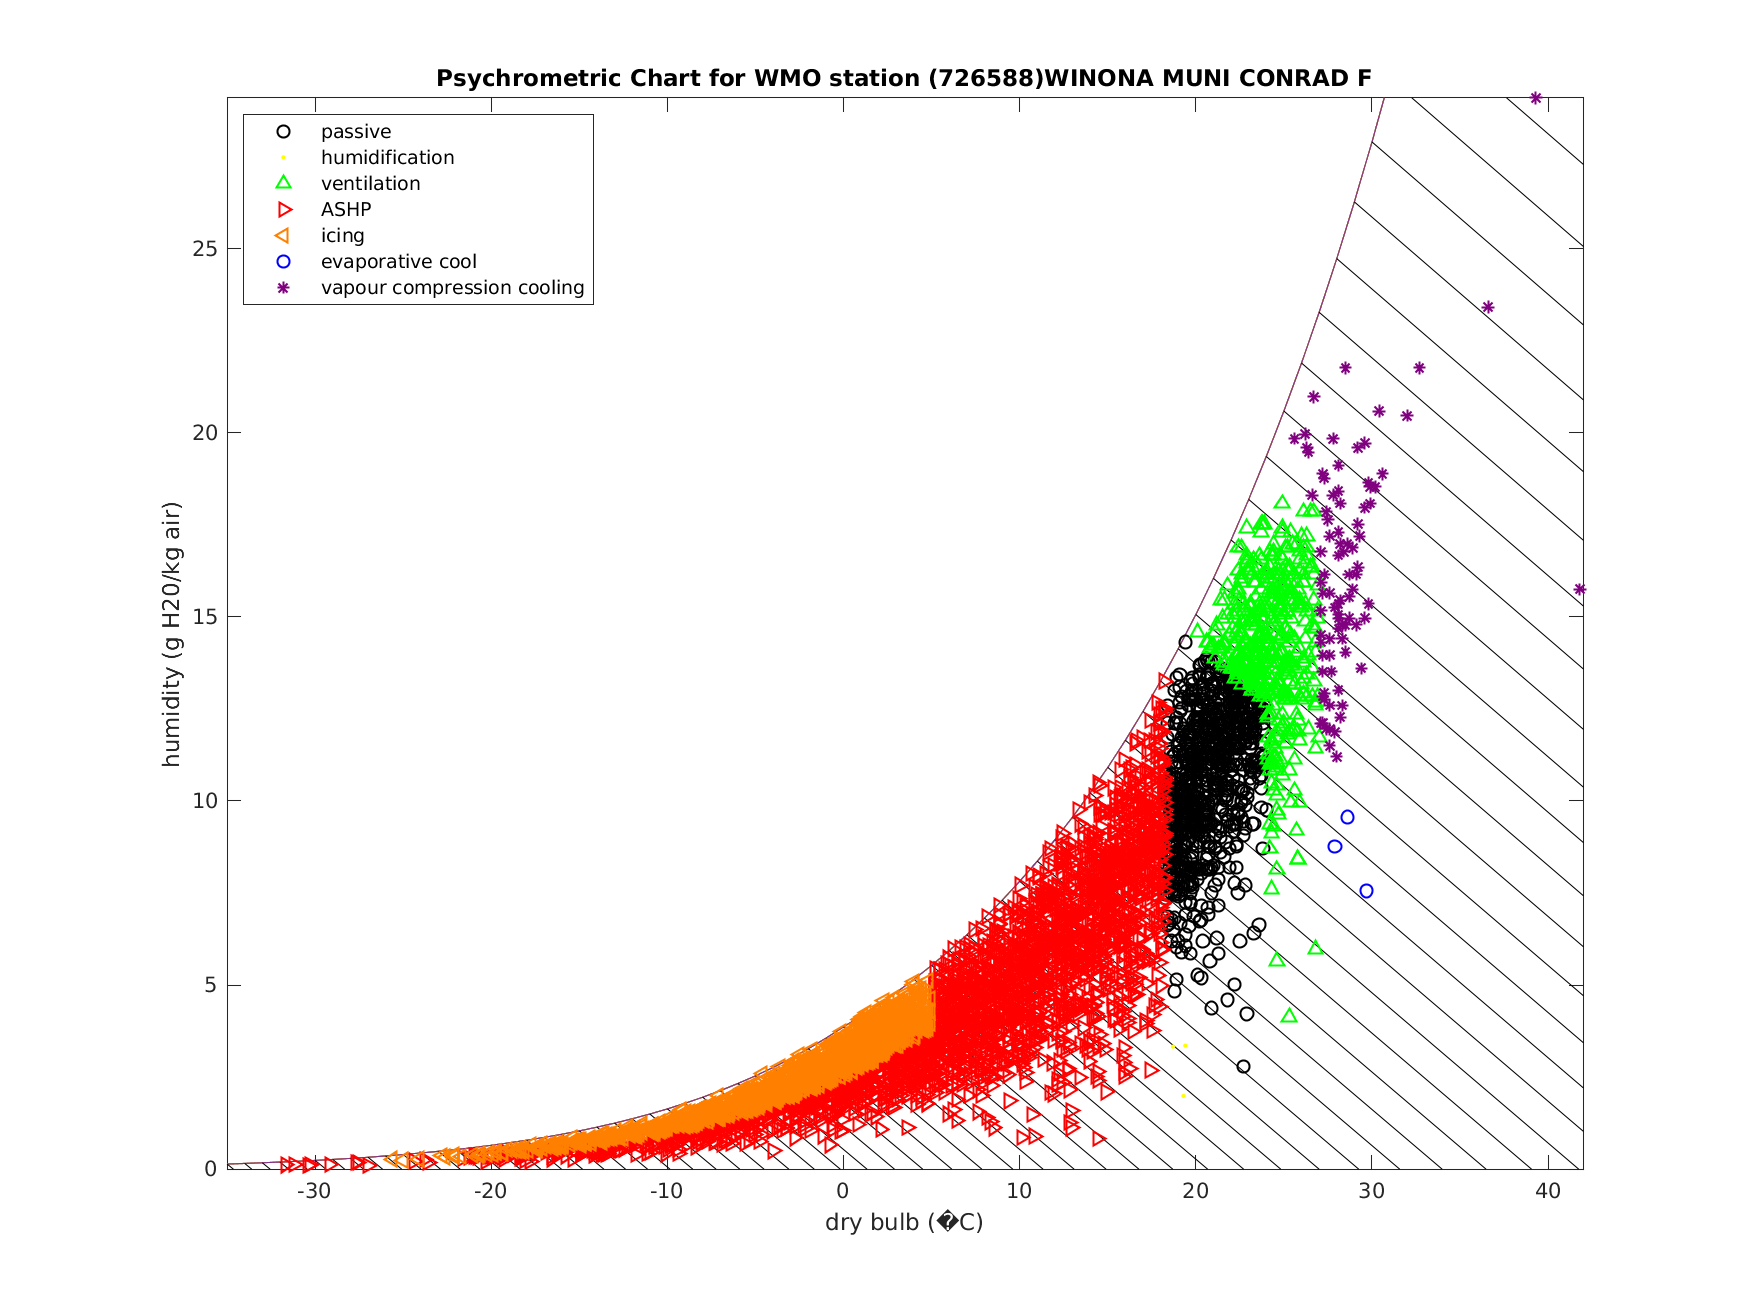 Psychrometric Chart for WMO station (726588)WINONA MUNI CONRAD F
passive
humidification
ventilation
ASHP
icing
evaporative cool
vapour compression cooling
humidity (g H20/kg air)
25
20
15
10
5
0
-30 -20 -10 0 10 20 30 40
dry bulb (�C)